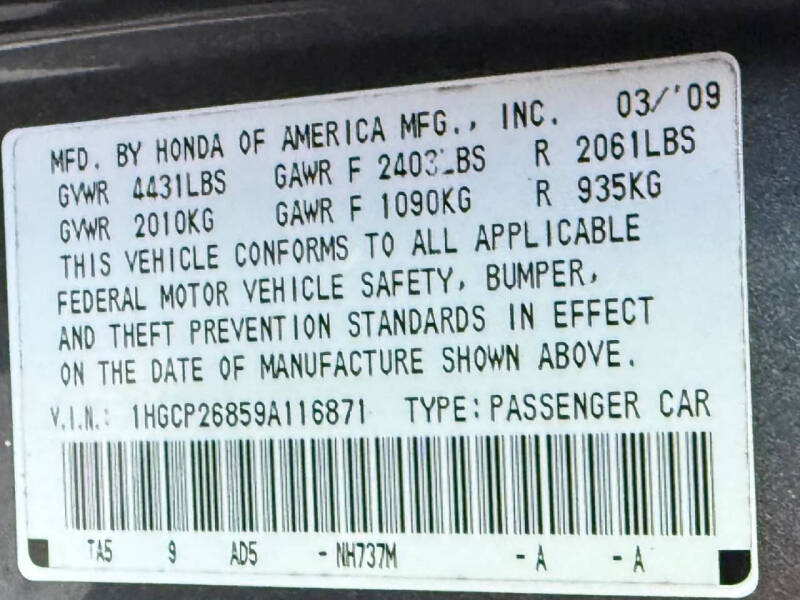 MFD. BY HONDA OF AMERICA MFG., INC. 03/'09
GVWR 4431LBS GAWR F 2403LBS R 2061LBS
GVWR 2010KG GAWR F 1090KG R 935KG
THIS VEHICLE CONFORMS TO ALL APPLICABLE
FEDERAL MOTOR VEHICLE SAFETY, BUMPER,
AND THEFT PREVENTION STANDARDS IN EFFECT
ON THE DATE OF MANUFACTURE SHOWN ABOVE.
V.I.N.: 1HGCP26859A116871 TYPE: PASSENGER CAR
TA5 9 AD5 - NH737M - A - A